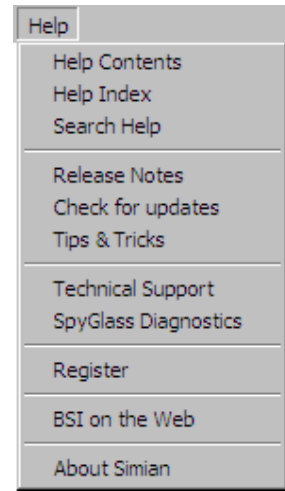 Help
Help Contents
Help Index
Search Help
Release Notes
Check for updates
Tips & Tricks
Technical Support
SpyGlass Diagnostics
Register
BSI on the Web
About Simian